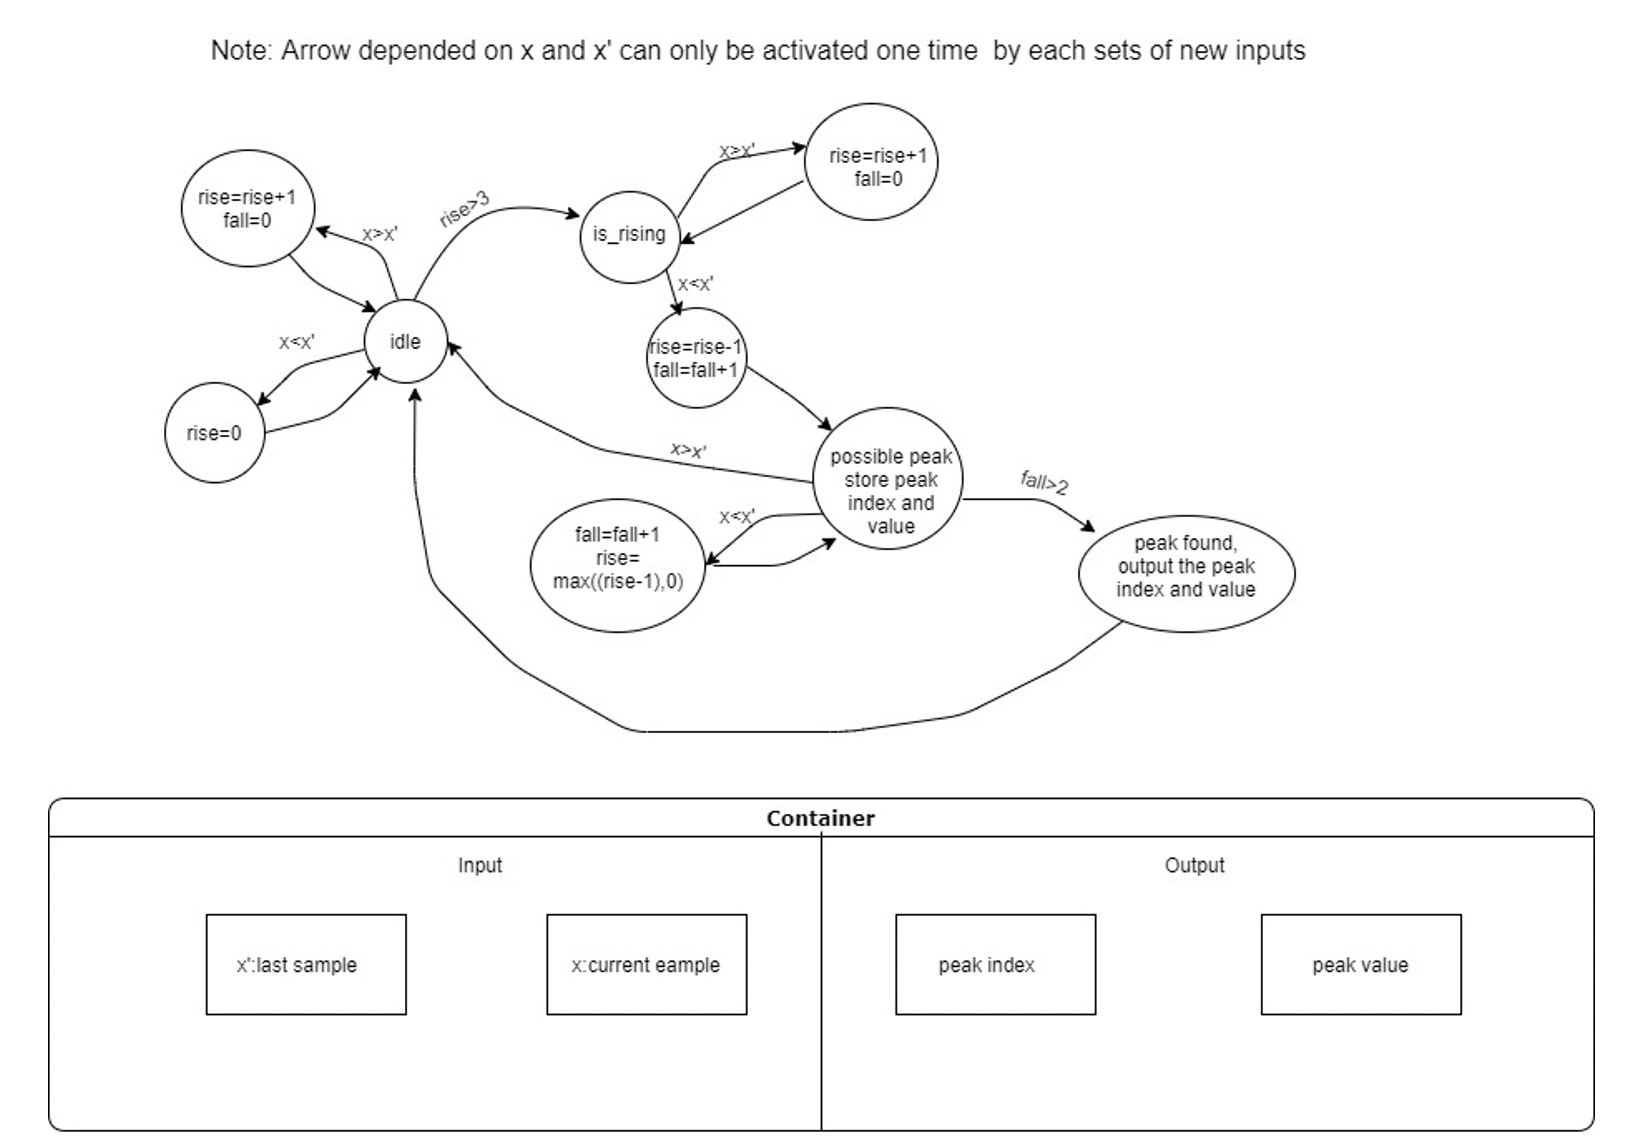 Note: Arrow depended on x and x' can only be activated one time  by each sets of new inputs
x>x'
rise=rise+1
fall=0
rise=rise+1
fall=0
rise>3
x>x'
is_rising
x<x'
x<x'
idle
rise=rise-1
fall=fall+1
rise=0
x>x'
possible peak
store peak
index and
value
fall>2
x<x'
fall=fall+1
rise=
max((rise-1),0)
peak found,
output the peak
index and value
Container
Input
Output
x':last sample
x:current eample
peak index
peak value